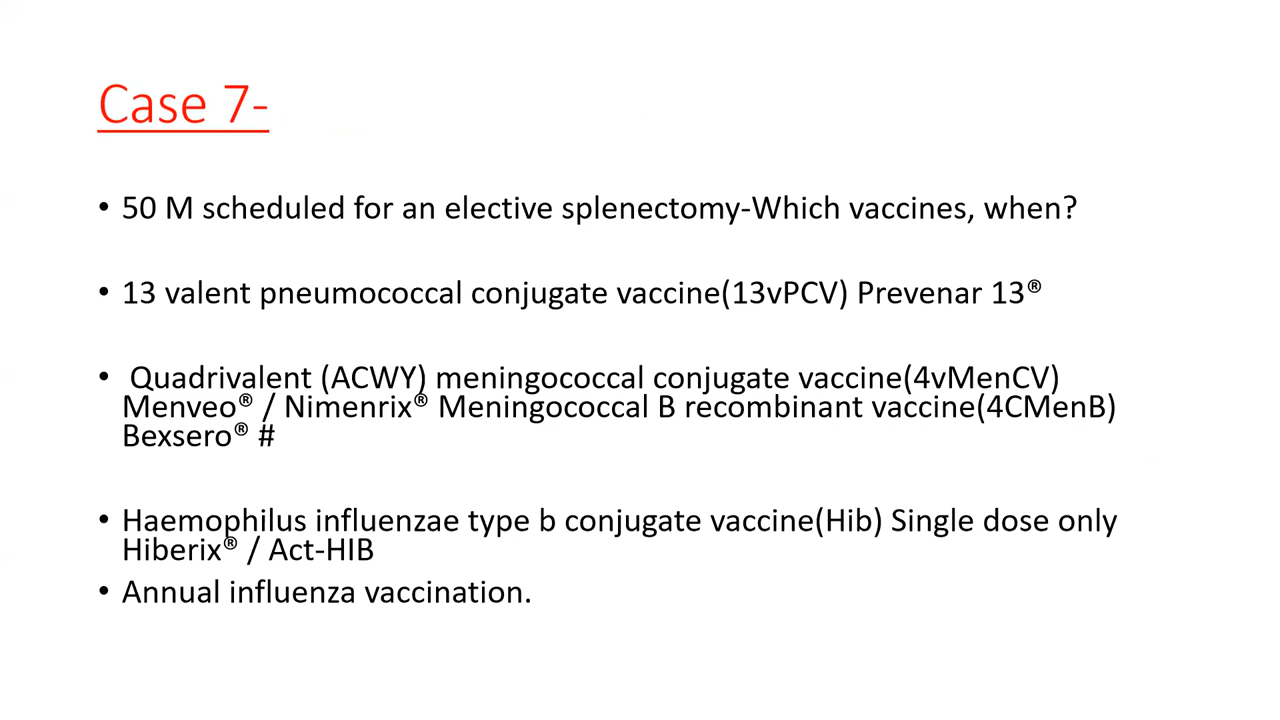 Case 7-
• 50 M scheduled for an elective splenectomy-Which vaccines, when?
• 13 valent pneumococcal conjugate vaccine(13vPCV) Prevenar 13®
• Quadrivalent (ACWY) meningococcal conjugate vaccine(4vMenCV)
Menveo® / Nimenrix® Meningococcal B recombinant vaccine(4CMenB)
Bexsero® #
• Haemophilus influenzae type b conjugate vaccine(Hib) Single dose only
Hiberix® / Act-HIB
• Annual influenza vaccination.